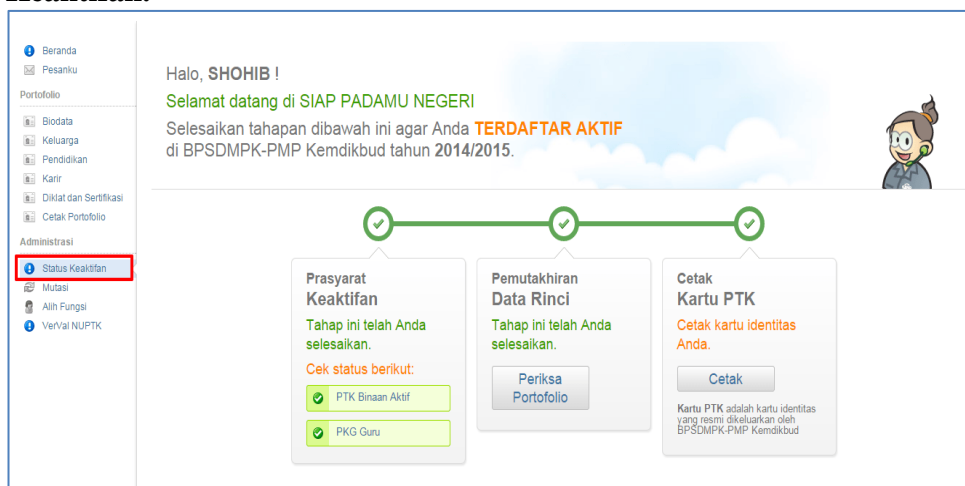 Beranda
Pesanku
Portofolio
Biodata
Keluarga
Pendidikan
Karir
Diklat dan Sertifikasi
Cetak Portofolio
Administrasi
Status Keaktifan
Mutasi
Alih Fungsi
VerVal NUPTK
Halo, SHOHIB !
Selamat datang di SIAP PADAMU NEGERI
Selesaikan tahapan dibawah ini agar Anda TERDAFTAR AKTIF
di BPSDMPK-PMP Kemdikbud tahun 2014/2015.
Prasyarat
Keaktifan
Tahap ini telah Anda
selesaikan.
Cek status berikut:
PTK Binaan Aktif
PKG Guru
Pemutakhiran
Data Rinci
Tahap ini telah Anda
selesaikan.
Periksa
Portofolio
Cetak
Kartu PTK
Cetak kartu identitas
Anda.
Cetak
Kartu PTK adalah kartu identitas
yang resmi dikeluarkan oleh
BPSDMPK-PMP Kemdikbud